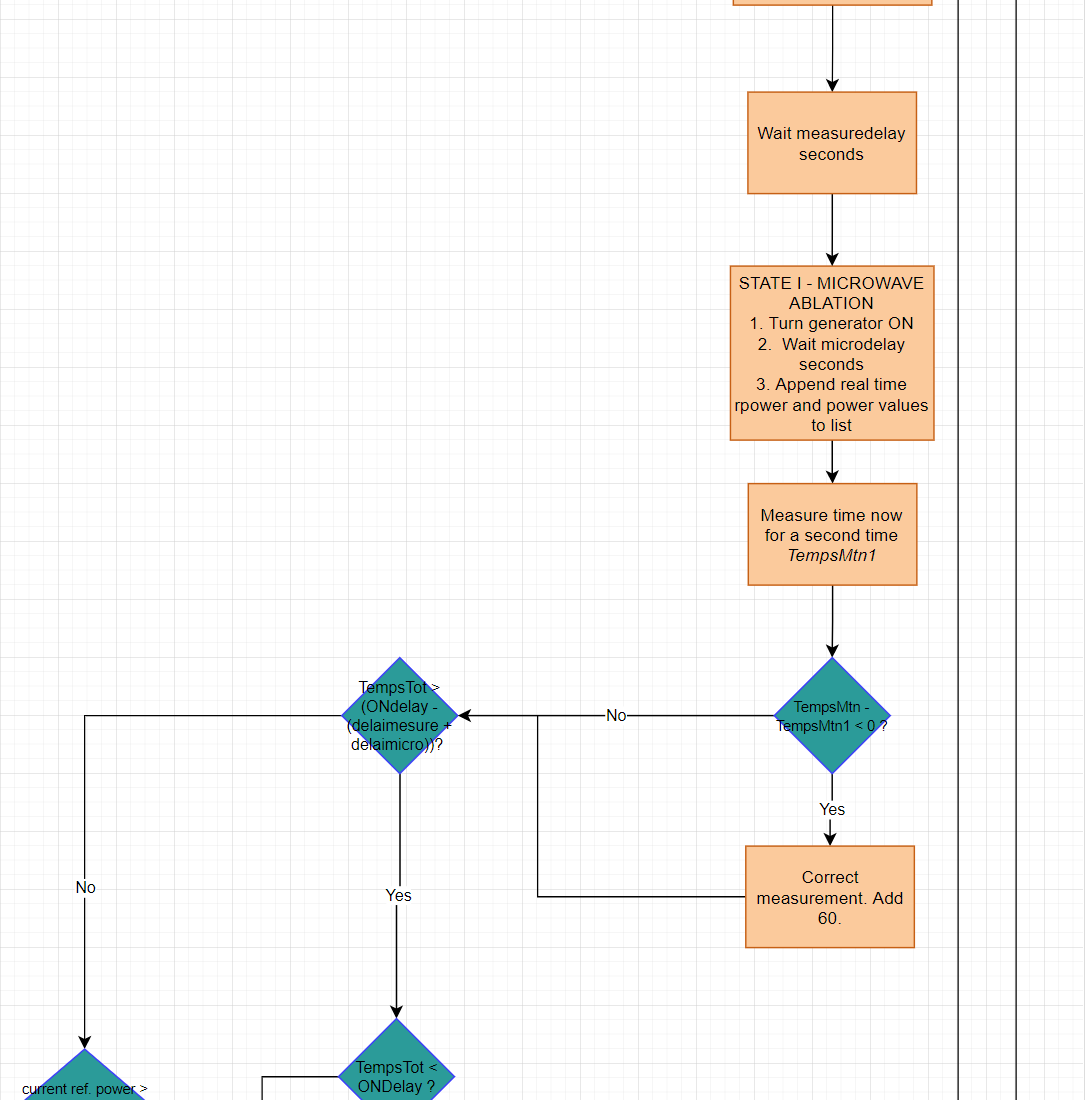 Wait measuredelay
seconds
STATE I - MICROWAVE
ABLATION
1. Turn generator ON
2. Wait microdelay
seconds
3. Append real time
rpower and power values
to list
Measure time now
for a second time
TempsMtn1
TempsMtn -
TempsMtn1 < 0 ?
No
Yes
Correct
measurement. Add
60.
TempsTot >
(ONdelay -
(delaimesure +
delaimicro))?
No
Yes
TempsTot <
ONDelay ?
current ref. power >